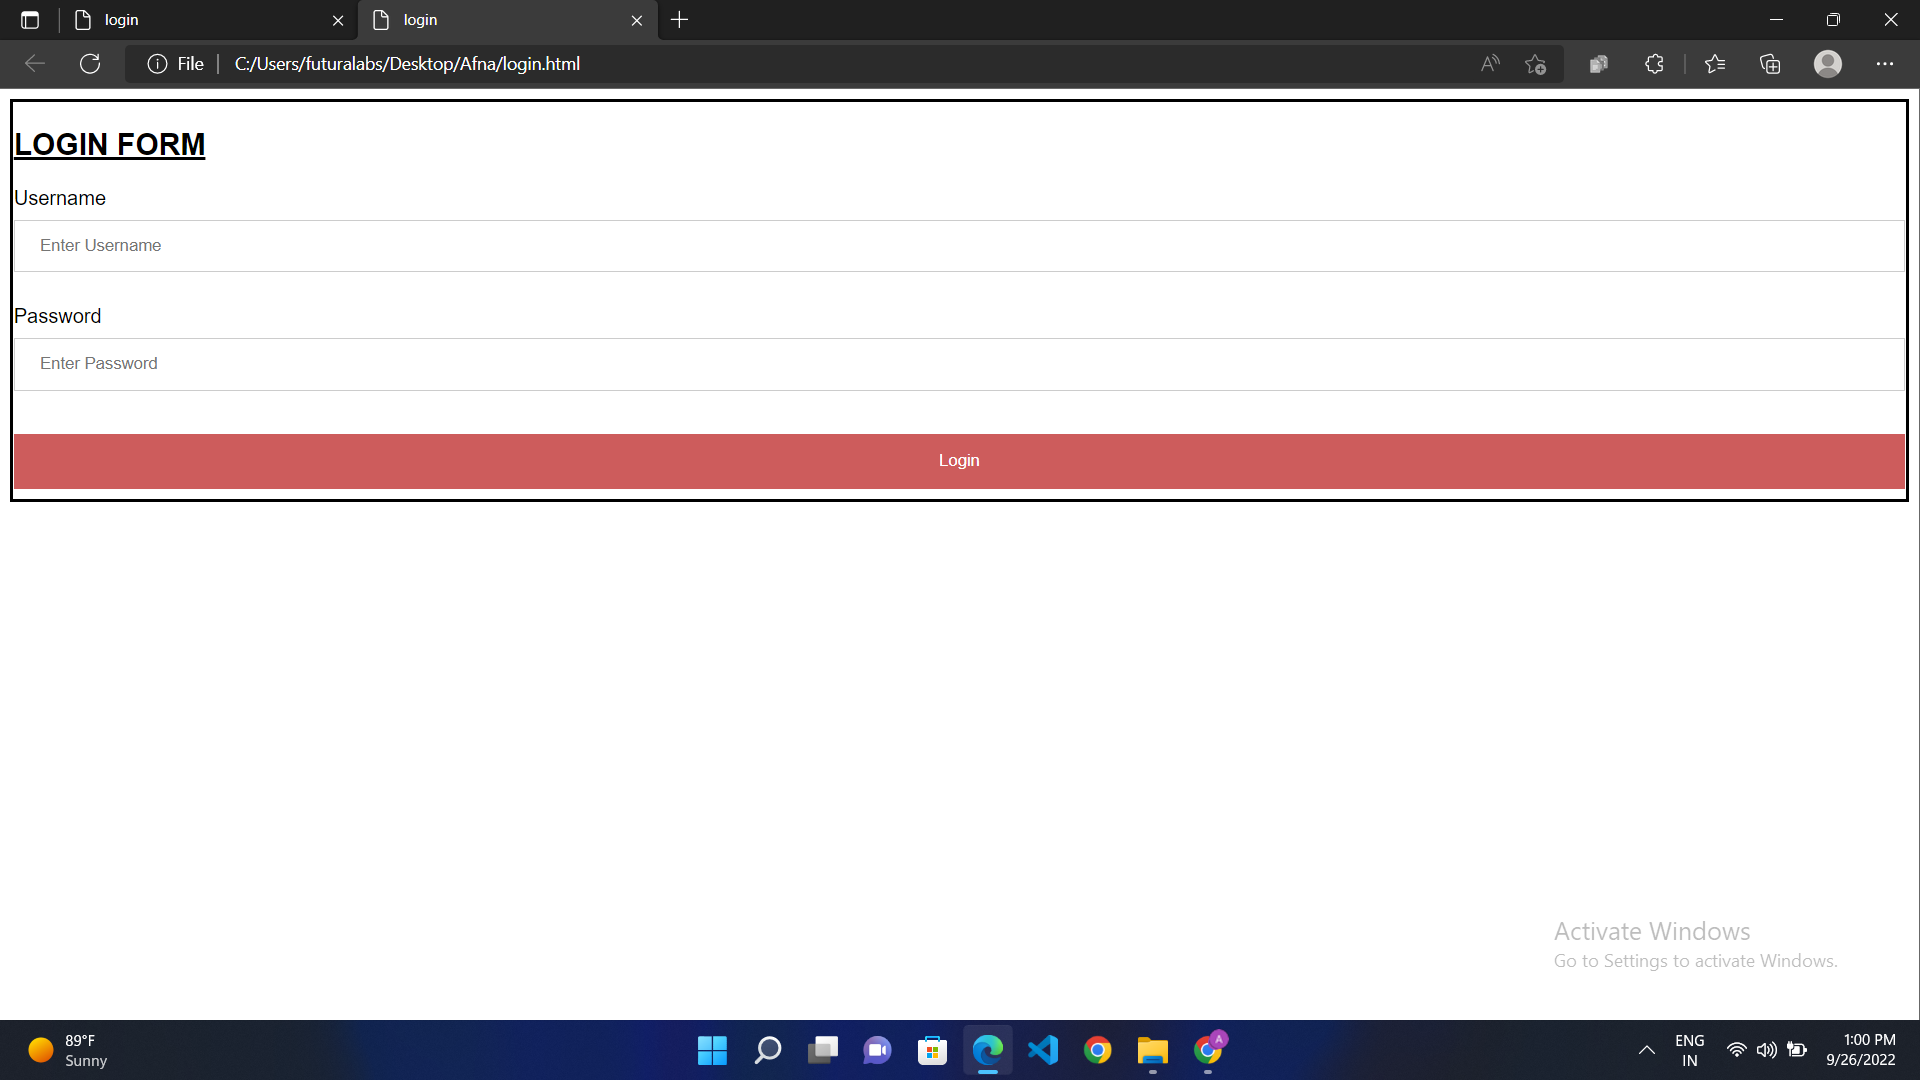 login
login
File
C:/Users/futuralabs/Desktop/Afna/login.html
LOGIN FORM
Username
Enter Username
Password
Enter Password
Login
Activate Windows
Go to Settings to activate Windows.
89°F
Sunny
A
ENG
IN
1:00 PM
9/26/2022